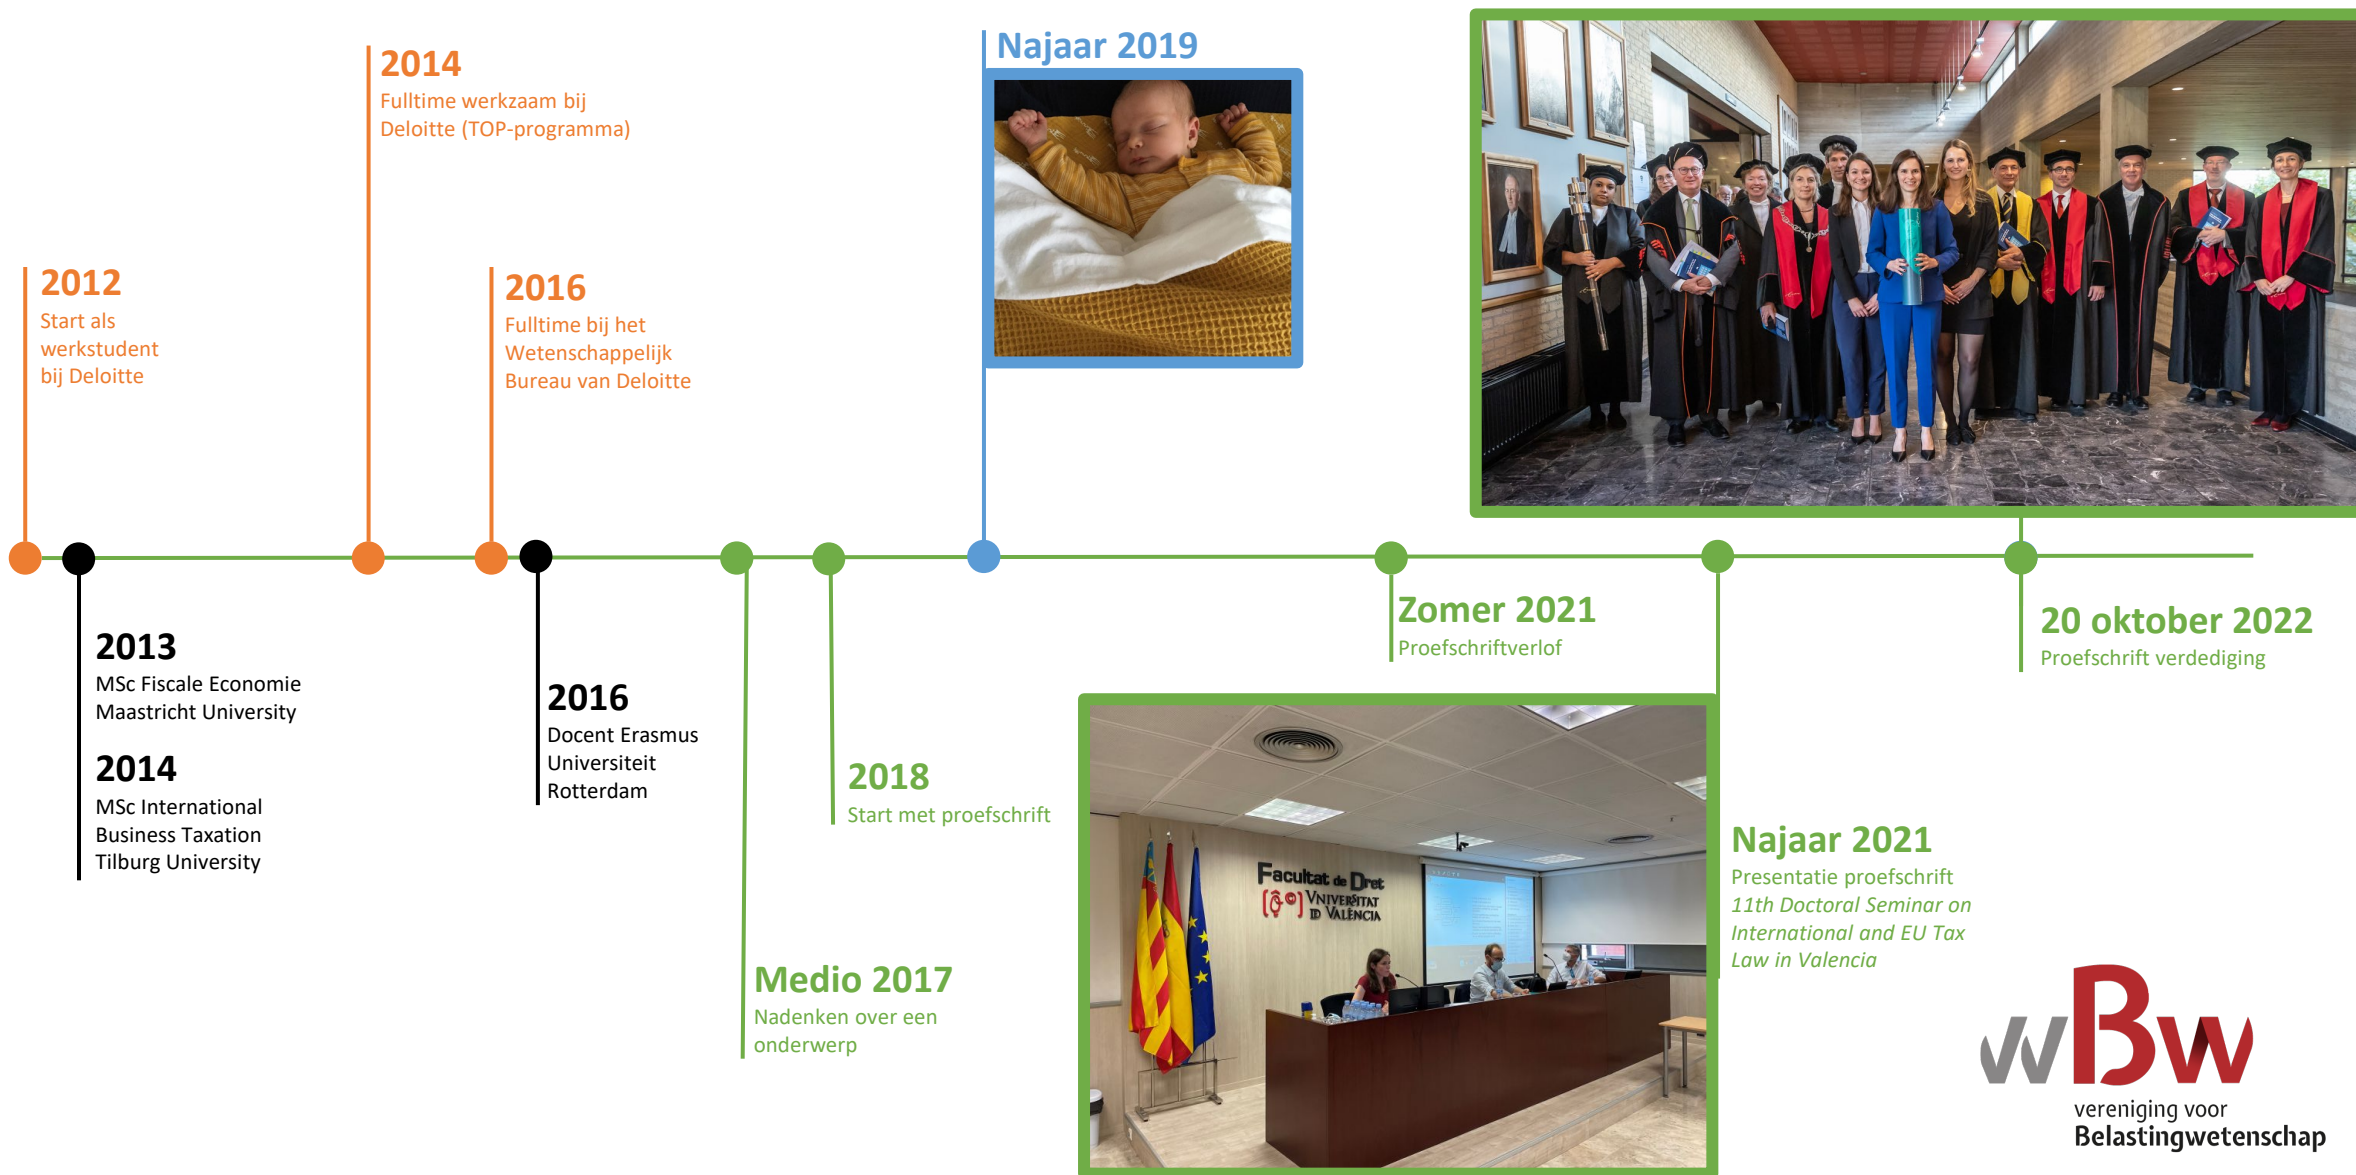 2012
Start als
werkstudent
bij Deloitte
2014
Fulltime werkzaam bij
Deloitte (TOP-programma)
2016
Fulltime bij het
Wetenschappelijk
Bureau van Deloitte
Najaar 2019
2013
MSc Fiscale Economie
Maastricht University
2014
MSc International
Business Taxation
Tilburg University
2016
Docent Erasmus
Universiteit
Rotterdam
Medio 2017
Nadenken over een
onderwerp
2018
Start met proefschrift
Zomer 2021
Proefschriftverlof
Facultat de Dret
VNIVERSITAT
D VALÈNCIA
Najaar 2021
Presentatie proefschrift
11th Doctoral Seminar on
International and EU Tax
Law in Valencia
20 oktober 2022
Proefschrift verdediging
vBw
vereniging voor
Belastingwetenschap